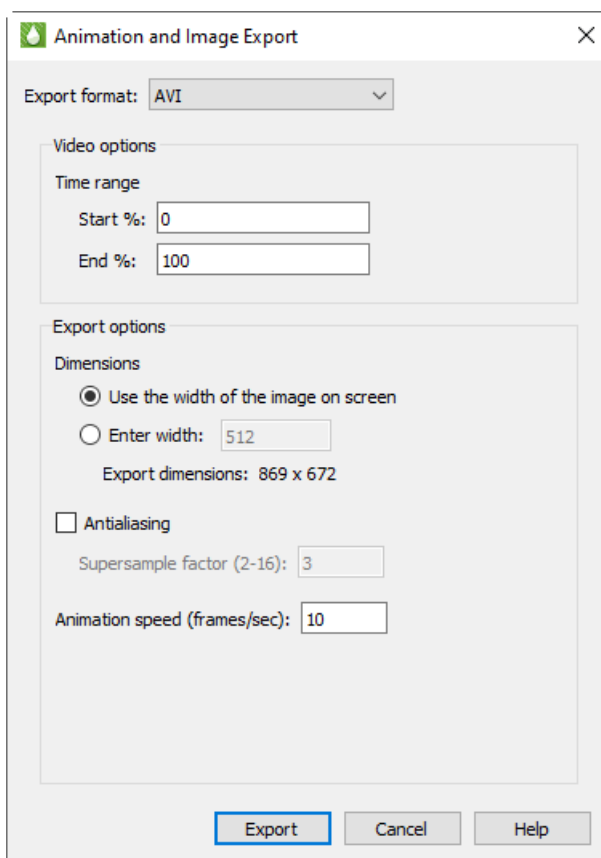 Animation and Image Export
Export format: AVI
Video options
Time range
Start %: 0
End %: 100
Export options
Dimensions
Use the width of the image on screen
Enter width: 512
Export dimensions: 869 x 672
Antialiasing
Supersample factor (2-16): 3
Animation speed (frames/sec): 10
Export Cancel Help